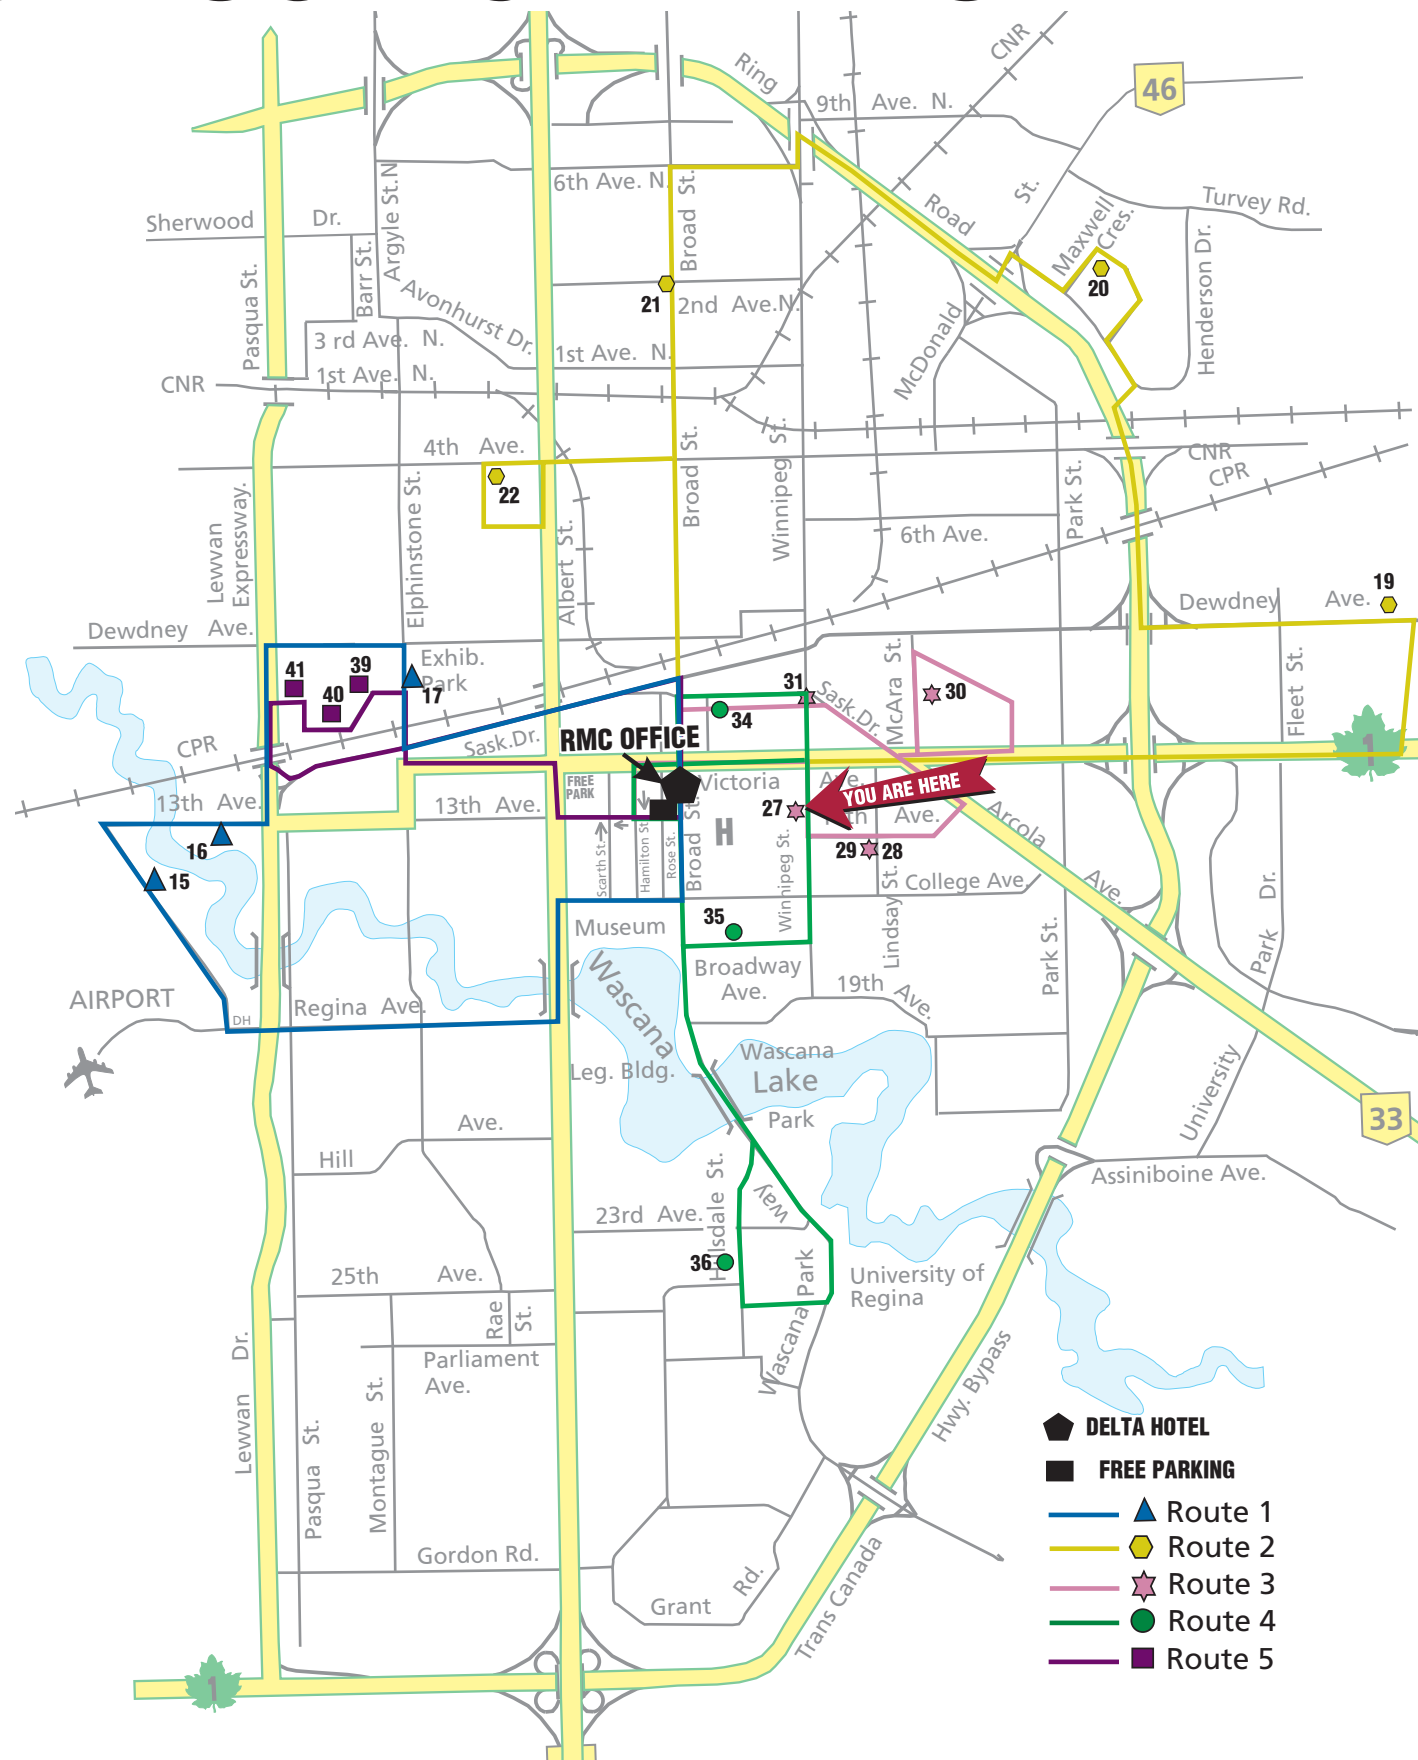 Ring
CNR
46
9th Ave. N.
6th Ave. N.
Broad St.
Argyle St.N
Sherwood Dr.
Road
St.
Maxwell
Cres.
Turvey Rd.
Pasqua St.
Barr St.
Avonhurst Dr.
20
21
2nd Ave.N.
Henderson Dr.
3 rd Ave. N.
1st Ave. N.
McDonald
CNR
1st Ave. N.
4th Ave.
Broad St.
Winnipeg St.
Park St.
CNR
CPR
22
Lewvan
Expressway.
Elphinstone St.
Albert St.
6th Ave.
19
Dewdney Ave.
Dewdney Ave.
Exhib.
Park
41
39
40
17
31
Sask.Dr.
McAra St.
30
Fleet St.
34
CPR
Sask.Dr.
RMC OFFICE
1
FREE
PARK
Victoria Ave.
YOU ARE HERE
13th Ave.
13th Ave.
27
Ave.
Arcola
Ave.
H
16
15
29
28
Scarth St.
Hamilton St.
Rose St.
Broad St.
Winnipeg St.
Lindsay St.
College Ave.
Museum
35
Park St.
Park Dr.
Broadway
Ave.
19th Ave.
AIRPORT
DH
Regina Ave.
Wascana
Leg. Bldg.
Wascana
Lake
Park
University
33
Ave.
Hill
Assiniboine Ave.
Hillsdale St.
Way
23rd Ave.
36
25th Ave.
University of
Regina
Wascana Park
Rae
St.
Lewvan Dr.
Parliament
Ave.
Hwy. Bypass
Pasqua St.
Montague St.
DELTA HOTEL
FREE PARKING
Route 1
Route 2
Route 3
Route 4
Route 5
Gordon Rd.
Grant Rd.
Trans Canada
1